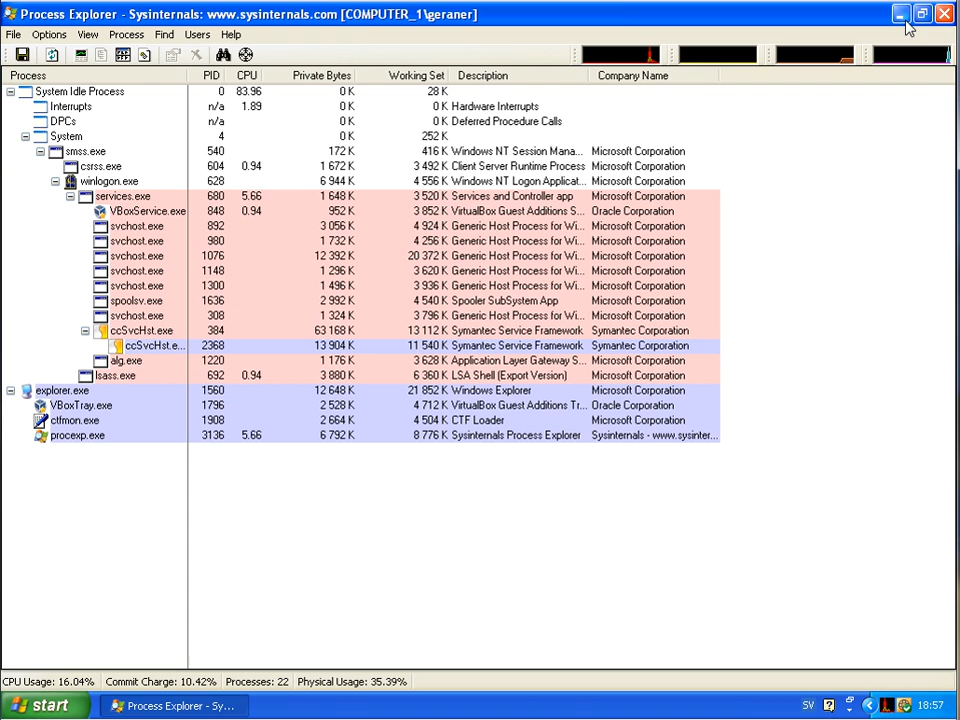 Process Explorer - Sysinternals: www.sysinternals.com [COMPUTER_1\geraner]
File Options View Process Find Users Help
Process PID CPU Private Bytes Working Set Description Company Name
System Idle Process 0 83.96 0 K 28 K
Interrupts n/a 1.89 0 K 0 K Hardware Interrupts
DPCs n/a 0 K 0 K Deferred Procedure Calls
System 4 0 K 252 K
smss.exe 540 172 K 416 K Windows NT Session Mana... Microsoft Corporation
csrss.exe 604 0.94 1 672 K 3 492 K Client Server Runtime Process Microsoft Corporation
winlogon.exe 628 6 944 K 4 556 K Windows NT Logon Applicat... Microsoft Corporation
services.exe 680 5.66 1 648 K 3 520 K Services and Controller app Microsoft Corporation
VBoxService.exe 848 0.94 952 K 3 852 K VirtualBox Guest Additions S... Oracle Corporation
svchost.exe 892 3 056 K 4 924 K Generic Host Process for Wi... Microsoft Corporation
svchost.exe 980 1 732 K 4 256 K Generic Host Process for Wi... Microsoft Corporation
svchost.exe 1076 12 392 K 20 372 K Generic Host Process for Wi... Microsoft Corporation
svchost.exe 1148 1 296 K 3 620 K Generic Host Process for Wi... Microsoft Corporation
svchost.exe 1300 1 496 K 3 936 K Generic Host Process for Wi... Microsoft Corporation
spoolsv.exe 1636 2 992 K 4 540 K Spooler SubSystem App Microsoft Corporation
svchost.exe 308 1 324 K 3 796 K Generic Host Process for Wi... Microsoft Corporation
ccSvcHst.exe 384 63 168 K 13 112 K Symantec Service Framework Symantec Corporation
ccSvcHst.e... 2368 13 904 K 11 540 K Symantec Service Framework Symantec Corporation
alg.exe 1220 1 176 K 3 628 K Application Layer Gateway S... Microsoft Corporation
lsass.exe 692 0.94 3 880 K 6 360 K LSA Shell (Export Version) Microsoft Corporation
explorer.exe 1560 12 648 K 21 852 K Windows Explorer Microsoft Corporation
VBoxTray.exe 1796 2 528 K 4 712 K VirtualBox Guest Additions Tr... Oracle Corporation
ctfmon.exe 1908 2 664 K 4 504 K CTF Loader Microsoft Corporation
procexp.exe 3136 5.66 6 792 K 8 776 K Sysinternals Process Explorer Sysinternals - www.sysinter...
CPU Usage: 16.04% Commit Charge: 10.42% Processes: 22 Physical Usage: 35.39%
start Process Explorer - Sy... SV 18:57